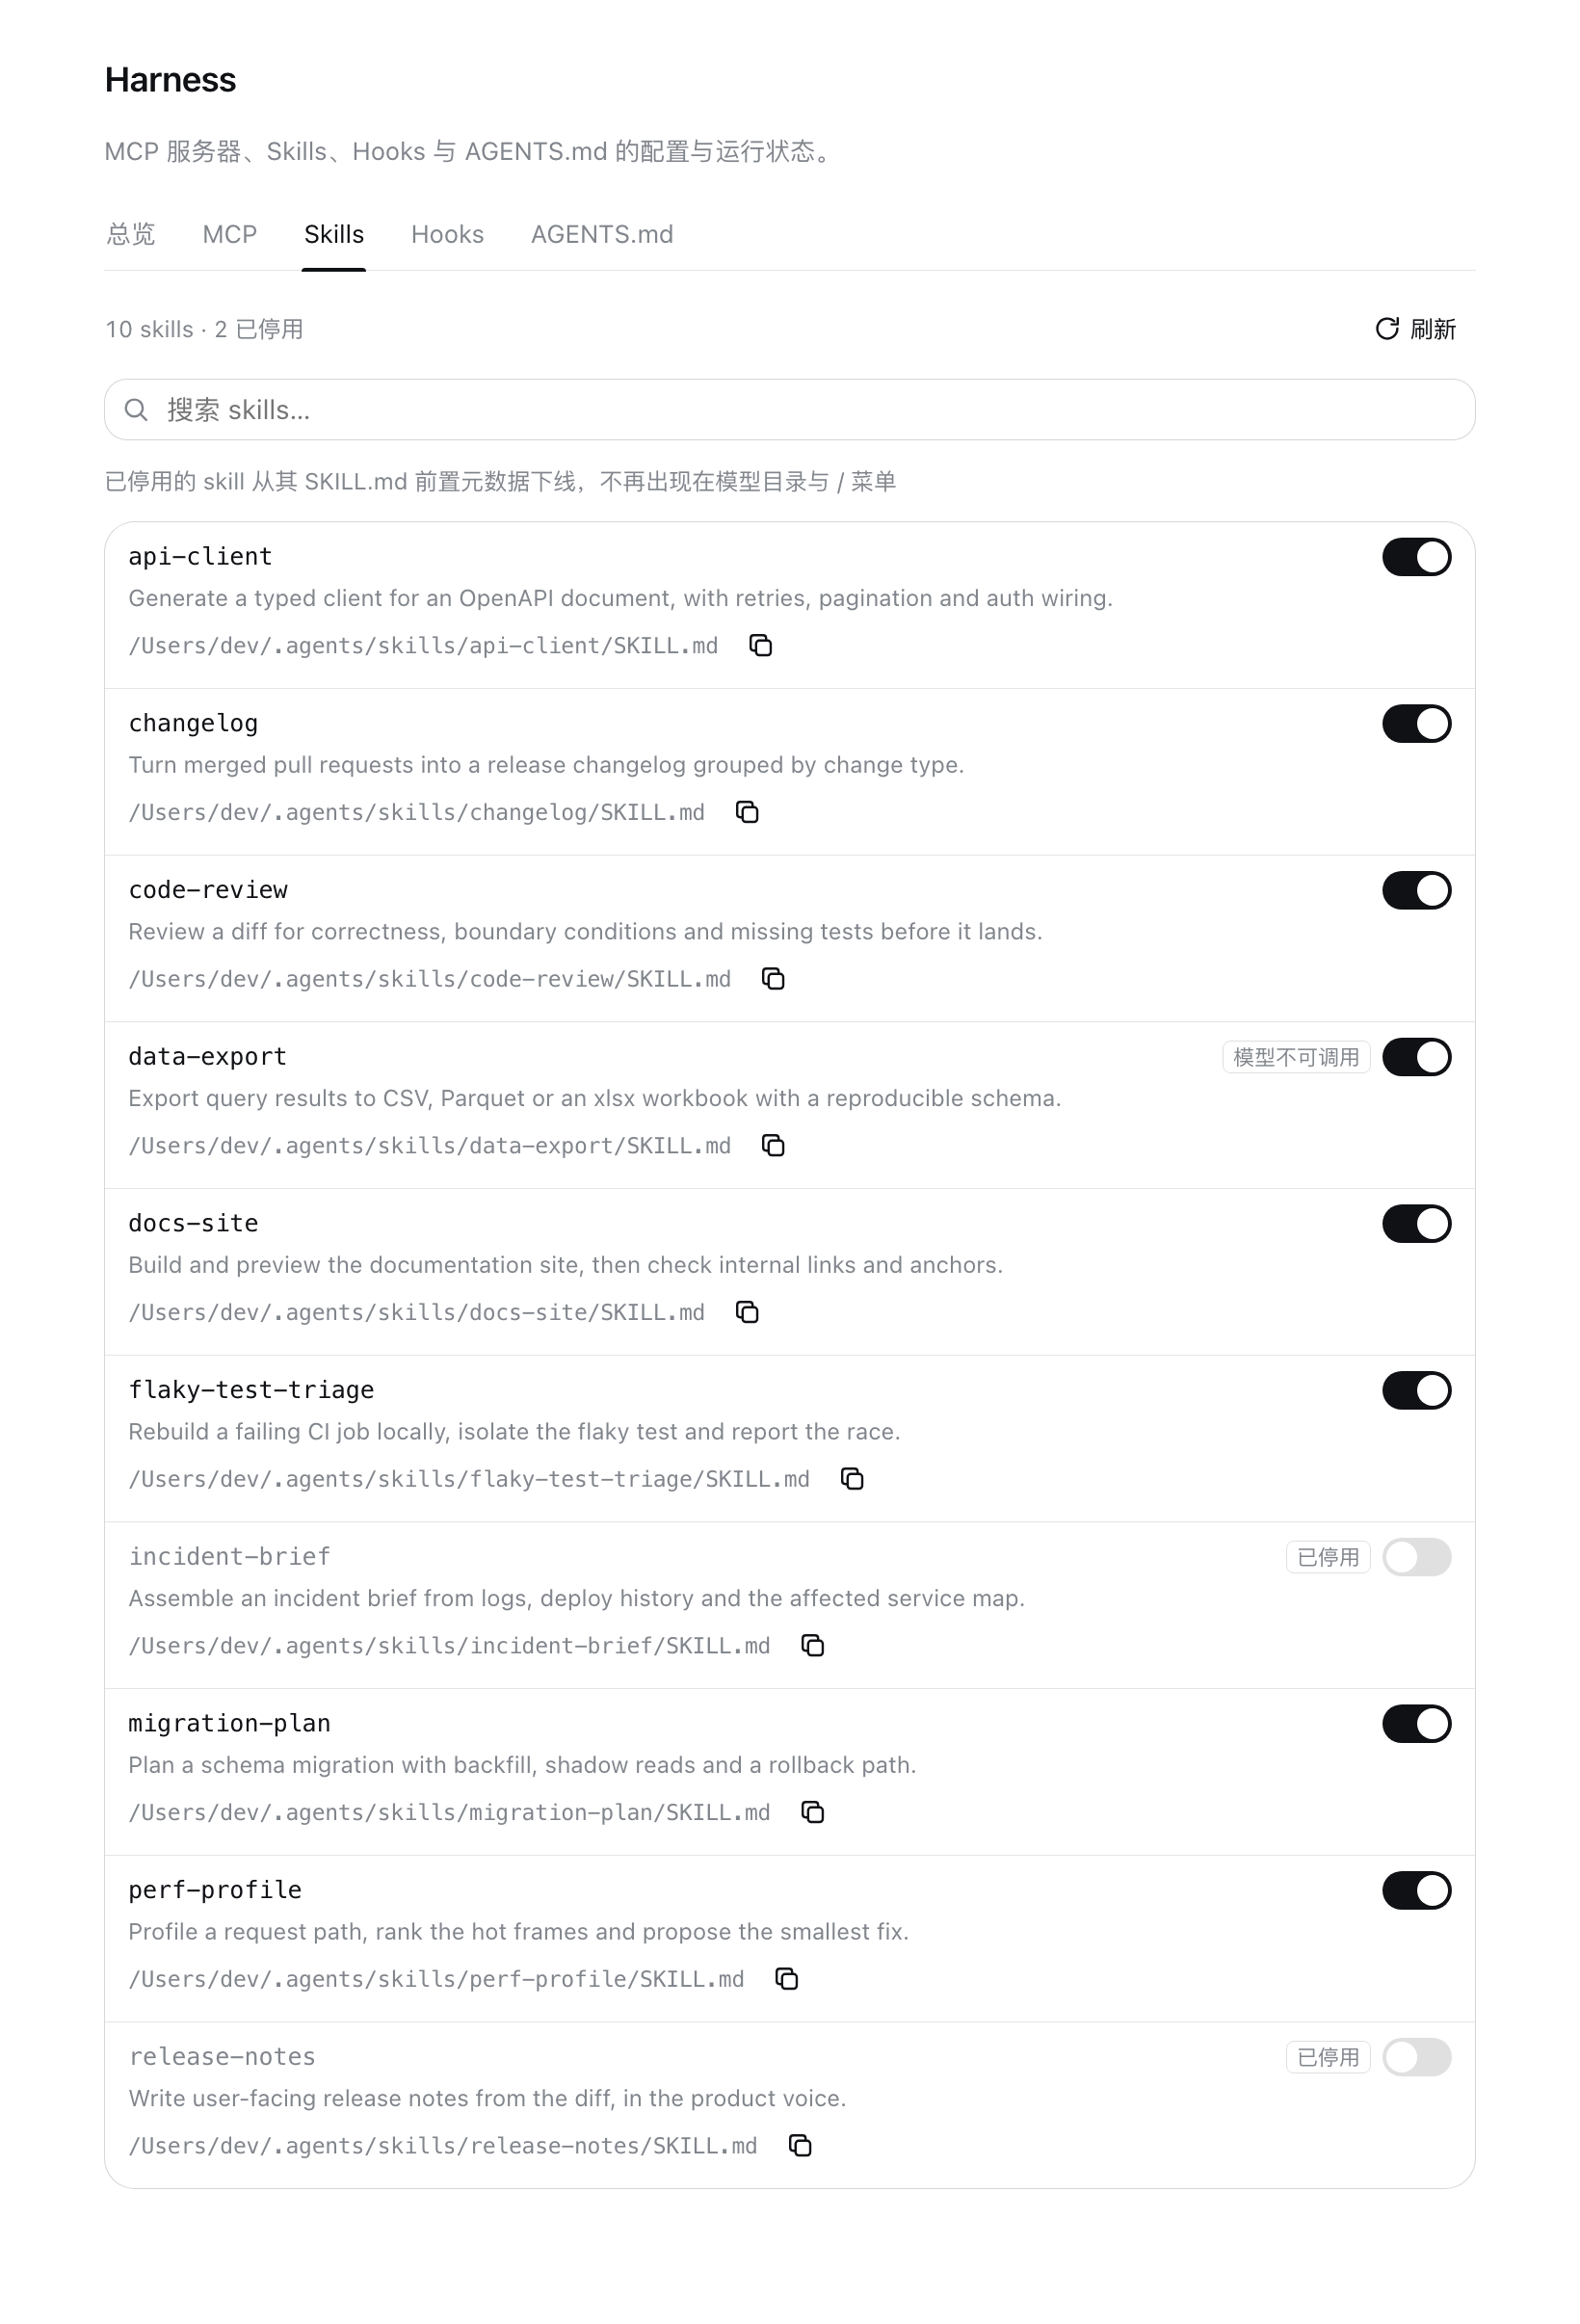 Harness
MCP 服务器、Skills、Hooks 与 AGENTS.md 的配置与运行状态。
总览 MCP Skills Hooks AGENTS.md
10 skills · 2 已停用 刷新
搜索 skills...
已停用的 skill 从其 SKILL.md 前置元数据下线，不再出现在模型目录与 / 菜单
api-client
Generate a typed client for an OpenAPI document, with retries, pagination and auth wiring.
/Users/dev/.agents/skills/api-client/SKILL.md
changelog
Turn merged pull requests into a release changelog grouped by change type.
/Users/dev/.agents/skills/changelog/SKILL.md
code-review
Review a diff for correctness, boundary conditions and missing tests before it lands.
/Users/dev/.agents/skills/code-review/SKILL.md
data-export 模型不可调用
Export query results to CSV, Parquet or an xlsx workbook with a reproducible schema.
/Users/dev/.agents/skills/data-export/SKILL.md
docs-site
Build and preview the documentation site, then check internal links and anchors.
/Users/dev/.agents/skills/docs-site/SKILL.md
flaky-test-triage
Rebuild a failing CI job locally, isolate the flaky test and report the race.
/Users/dev/.agents/skills/flaky-test-triage/SKILL.md
incident-brief 已停用
Assemble an incident brief from logs, deploy history and the affected service map.
/Users/dev/.agents/skills/incident-brief/SKILL.md
migration-plan
Plan a schema migration with backfill, shadow reads and a rollback path.
/Users/dev/.agents/skills/migration-plan/SKILL.md
perf-profile
Profile a request path, rank the hot frames and propose the smallest fix.
/Users/dev/.agents/skills/perf-profile/SKILL.md
release-notes 已停用
Write user-facing release notes from the diff, in the product voice.
/Users/dev/.agents/skills/release-notes/SKILL.md